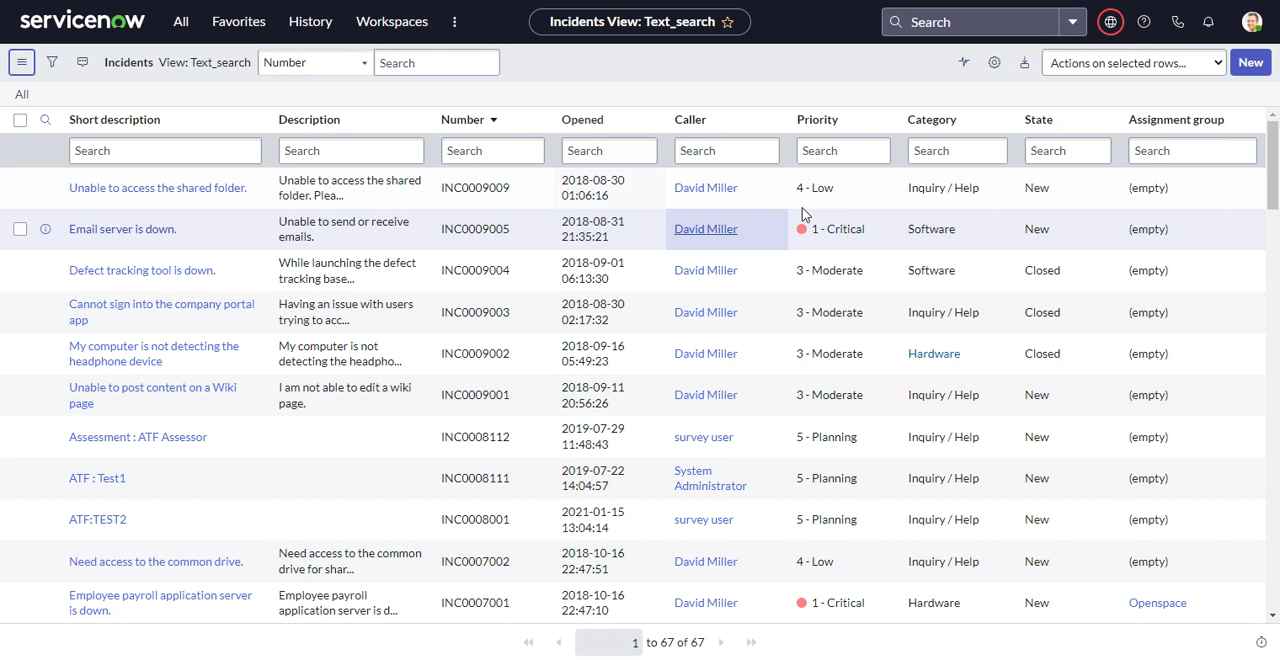 servicenow All Favorites History Workspaces Incidents View: Text_search Search
Incidents View: Text_search Number Search Actions on selected rows... New
All
Short description Description Number Opened Caller Priority Category State Assignment group
Search Search Search Search Search Search Search Search Search
Unable to access the shared folder. Unable to access the shared folder. Plea... INC0009009 2018-08-30 01:06:16 David Miller 4 - Low Inquiry / Help New (empty)
Email server is down. Unable to send or receive emails. INC0009005 2018-08-31 21:35:21 David Miller 1 - Critical Software New (empty)
Defect tracking tool is down. While launching the defect tracking base... INC0009004 2018-09-01 06:13:30 David Miller 3 - Moderate Software Closed (empty)
Cannot sign into the company portal app Having an issue with users trying to acc... INC0009003 2018-08-30 02:17:32 David Miller 3 - Moderate Inquiry / Help Closed (empty)
My computer is not detecting the headphone device My computer is not detecting the headpho... INC0009002 2018-09-16 05:49:23 David Miller 3 - Moderate Hardware Closed (empty)
Unable to post content on a Wiki page I am not able to edit a wiki page. INC0009001 2018-09-11 20:56:26 David Miller 3 - Moderate Inquiry / Help New (empty)
Assessment : ATF Assessor INC0008112 2019-07-29 11:48:43 survey user 5 - Planning Inquiry / Help New (empty)
ATF : Test1 INC0008111 2019-07-22 14:04:57 System Administrator 5 - Planning Inquiry / Help New (empty)
ATF:TEST2 INC0008001 2021-01-15 13:04:14 survey user 5 - Planning Inquiry / Help New (empty)
Need access to the common drive. Need access to the common drive for shar... INC0007002 2018-10-16 22:47:51 David Miller 4 - Low Inquiry / Help New (empty)
Employee payroll application server is down. Employee payroll application server is d... INC0007001 2018-10-16 22:47:10 David Miller 1 - Critical Hardware New Openspace
1 to 67 of 67